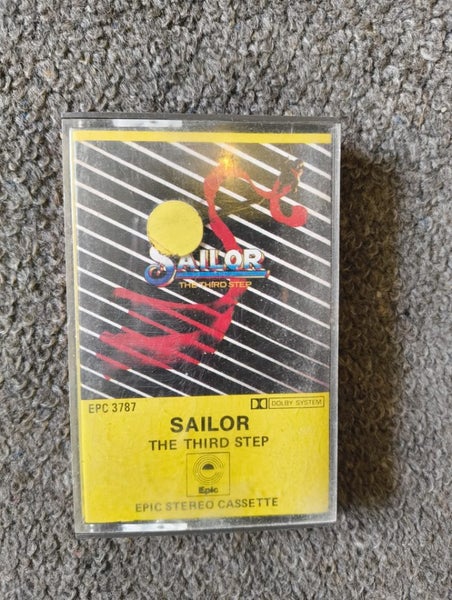 SAILOR
THE THIRD STEP
EPC 3787
DOLBY SYSTEM
SAILOR
THE THIRD STEP
Epic
EPIC STEREO CASSETTE